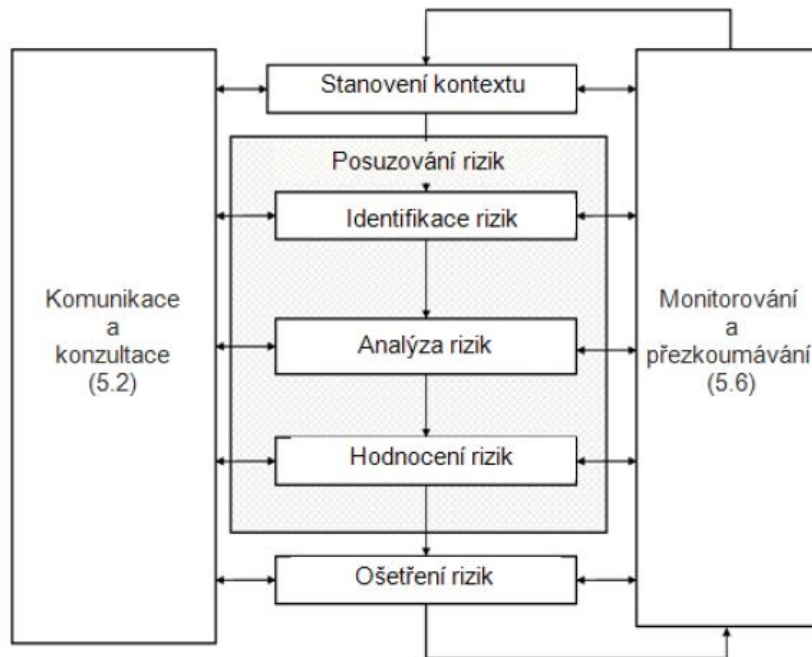 Stanovení kontextu
Posuzování rizik
Identifikace rizik
Komunikace
a
konzultace
(5.2)
Analýza rizik
Monitorování
a
přezkoumávání
(5.6)
Hodnocení rizik
Ošetření rizik